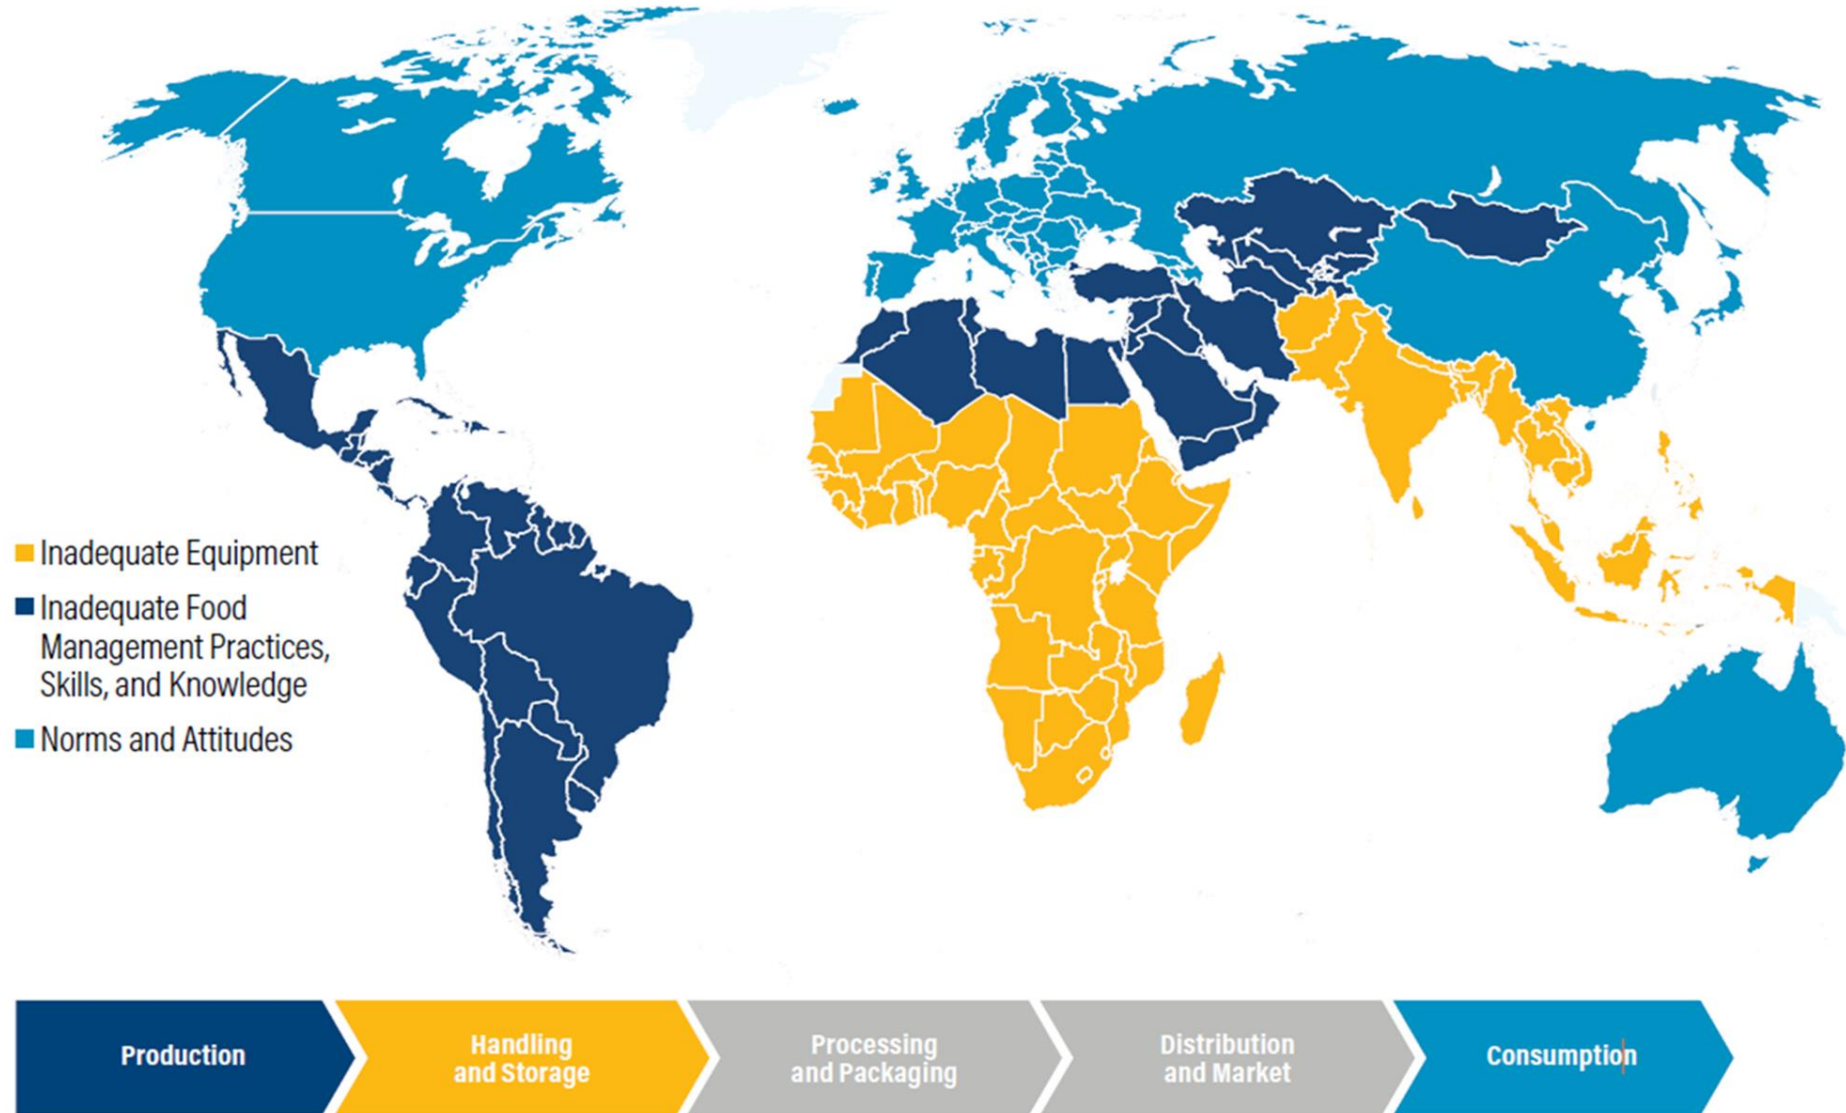 Inadequate Equipment
Inadequate Food
Management Practices,
Skills, and Knowledge
Norms and Attitudes
Production
Handling
and Storage
Processing
and Packaging
Distribution
and Market
Consumption